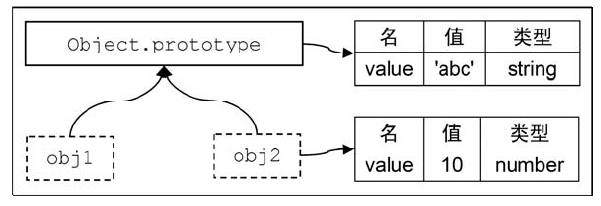 Object.prototype
名 值 类型
value 'abc' string
obj1
obj2
名 值 类型
value 10 number